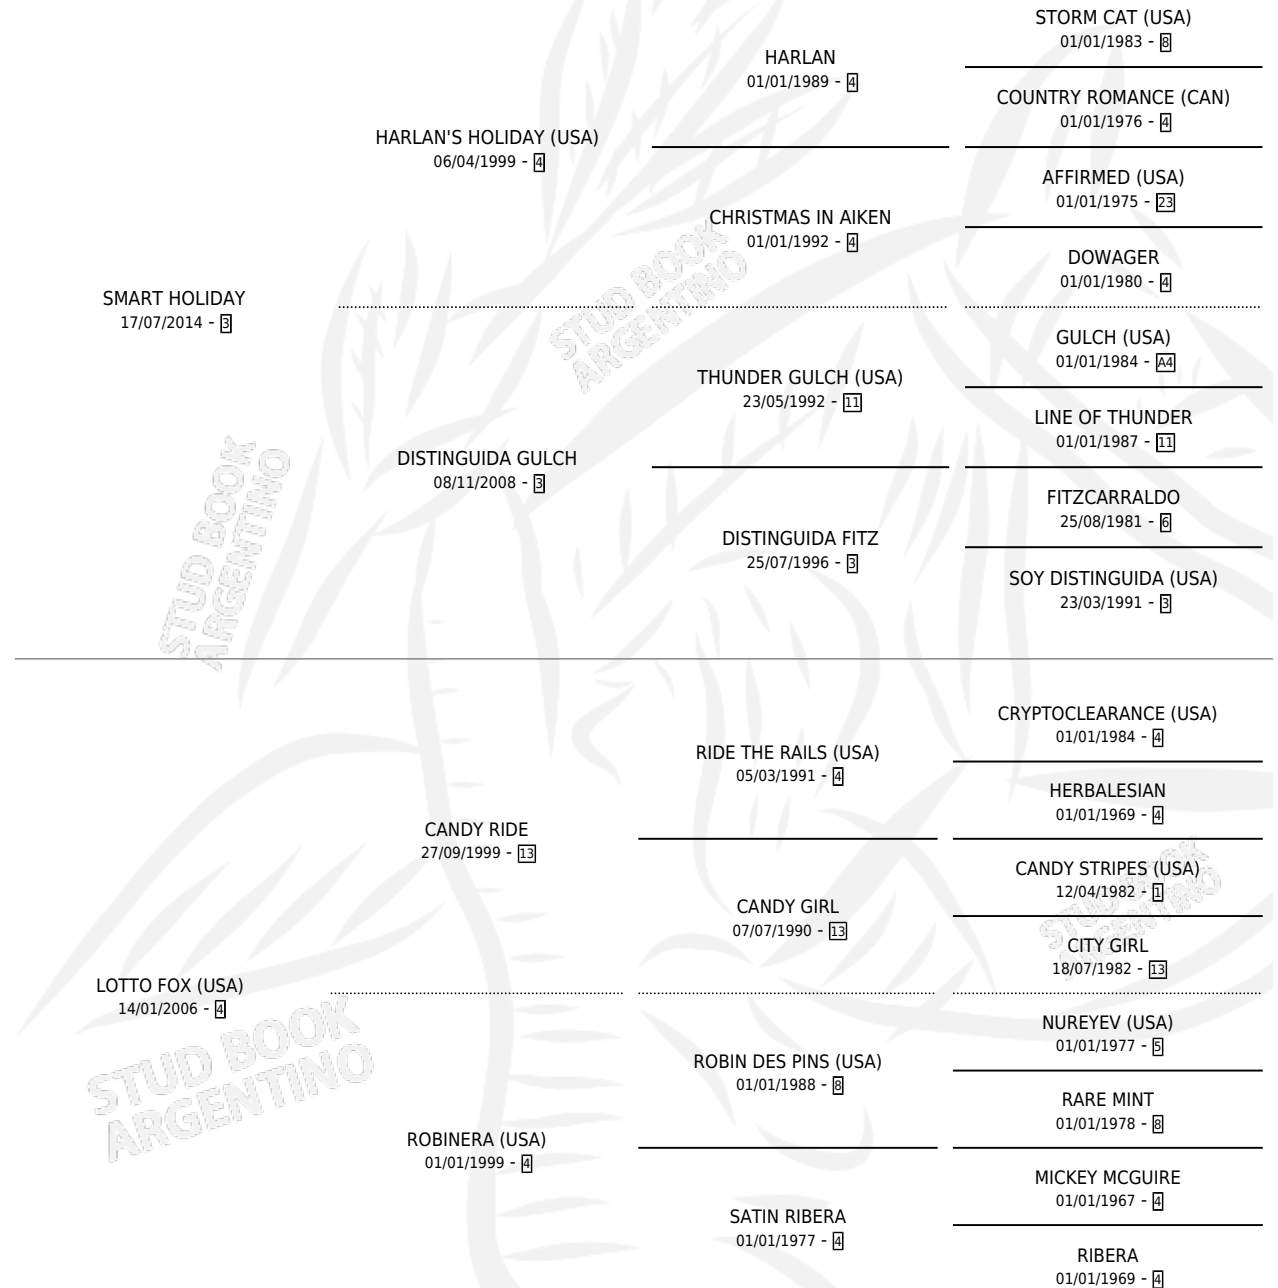 STORM CAT (USA)
01/01/1983 - 8
HARLAN
01/01/1989 - 4
COUNTRY ROMANCE (CAN)
01/01/1976 - 4
HARLAN'S HOLIDAY (USA)
06/04/1999 - 4
AFFIRMED (USA)
01/01/1975 - 23
CHRISTMAS IN AIKEN
01/01/1992 - 4
DOWAGER
01/01/1980 - 4
SMART HOLIDAY
17/07/2014 - 3
STUD BOOK
ARGENTINO
GULCH (USA)
01/01/1984 - A4
THUNDER GULCH (USA)
23/05/1992 - 11
LINE OF THUNDER
01/01/1987 - 11
DISTINGUIDA GULCH
08/11/2008 - 3
FITZCARRALDO
25/08/1981 - 6
DISTINGUIDA FITZ
25/07/1996 - 3
SOY DISTINGUIDA (USA)
23/03/1991 - 3
STUD BOOK
ARGENTINO
CRYPTOCLEARANCE (USA)
01/01/1984 - 4
RIDE THE RAILS (USA)
05/03/1991 - 4
HERBALESIAN
01/01/1969 - 4
CANDY RIDE
27/09/1999 - 13
CANDY STRIPES (USA)
12/04/1982 - 1
CANDY GIRL
07/07/1990 - 13
CITY GIRL
18/07/1982 - 13
STUD BOOK
ARGENTINO
LOTTO FOX (USA)
14/01/2006 - 4
NUREYEV (USA)
01/01/1977 - 5
ROBIN DES PINS (USA)
01/01/1988 - 8
RARE MINT
01/01/1978 - 8
STUD BOOK
ARGENTINO
ROBINERA (USA)
01/01/1999 - 4
MICKEY MCGUIRE
01/01/1967 - 4
SATIN RIBERA
01/01/1977 - 4
RIBERA
01/01/1969 - 4